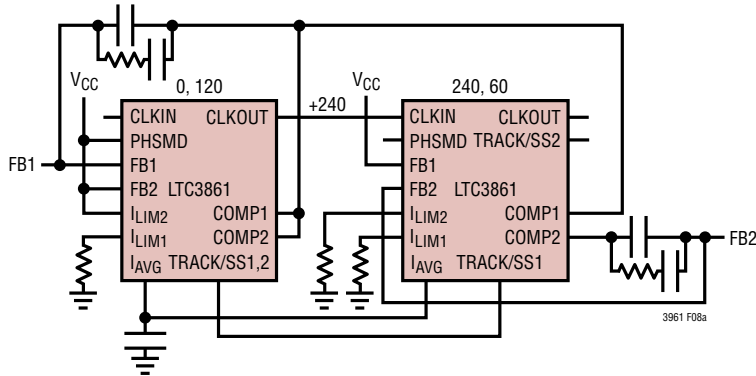 VCC
0, 120
+240
VCC
240, 60
CLKIN
CLKOUT
PHSMD
FB1
FB1
FB2
LTC3861
ILIM2
COMP1
ILIM1
COMP2
IAVG
TRACK/SS1,2
CLKIN
CLKOUT
PHSMD
TRACK/SS2
FB1
FB2
LTC3861
ILIM2
COMP1
ILIM1
COMP2
IAVG
TRACK/SS1
FB2
3961 F08a